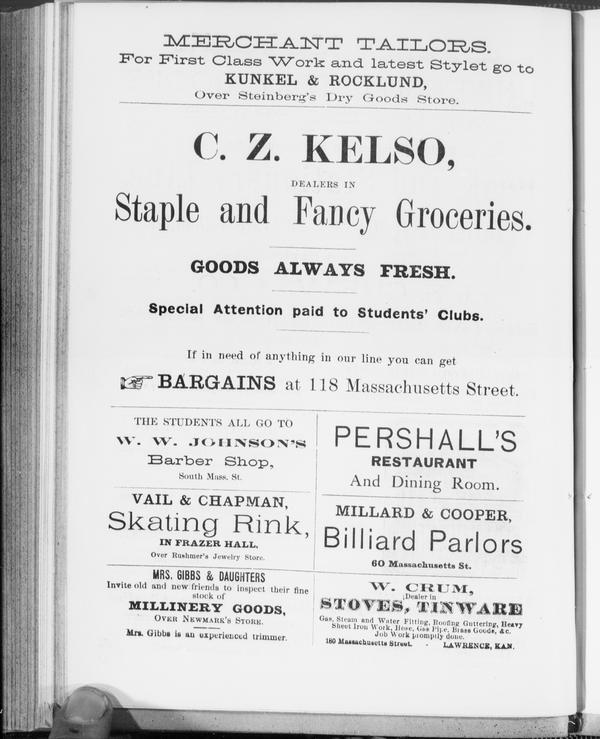 MERCHANT TAILORS.
For First Class Work and latest Stylet go to
KUNKEL & ROCKLUND,
Over Steinberg's Dry Goods Store.
C. Z. KELSO,
DEALERS IN
Staple and Fancy Groceries.
GOODS ALWAYS FRESH.
Special Attention paid to Students' Clubs.
If in need of anything in our line you can get
☞ BARGAINS at 118 Massachusetts Street.
THE STUDENTS ALL GO TO
W. W. JOHNSON'S
Barber Shop,
South Mass. St.
PERSHALL'S
RESTAURANT
And Dining Room.
VAIL & CHAPMAN,
Skating Rink,
IN FRAZER HALL,
Over Rushmer's Jewelry Store.
MILLARD & COOPER,
Billiard Parlors
60 Massachusetts St.
MRS. GIBBS & DAUGHTERS
Invite old and new friends to inspect their fine
stock of
MILLINERY GOODS,
OVER NEWMARK'S STORE.
Mrs. Gibbs is an experienced trimmer.
W. CRUM,
Dealer in
STOVES, TINWARE
Gas, Steam and Water Fitting, Roofing Guttering, Heavy
Sheet Iron Work, Hose, Gas Pipe, Brass Goods, &c.
Job Work promptly done.
180 Massachusetts Street. - LAWRENCE, KAN.